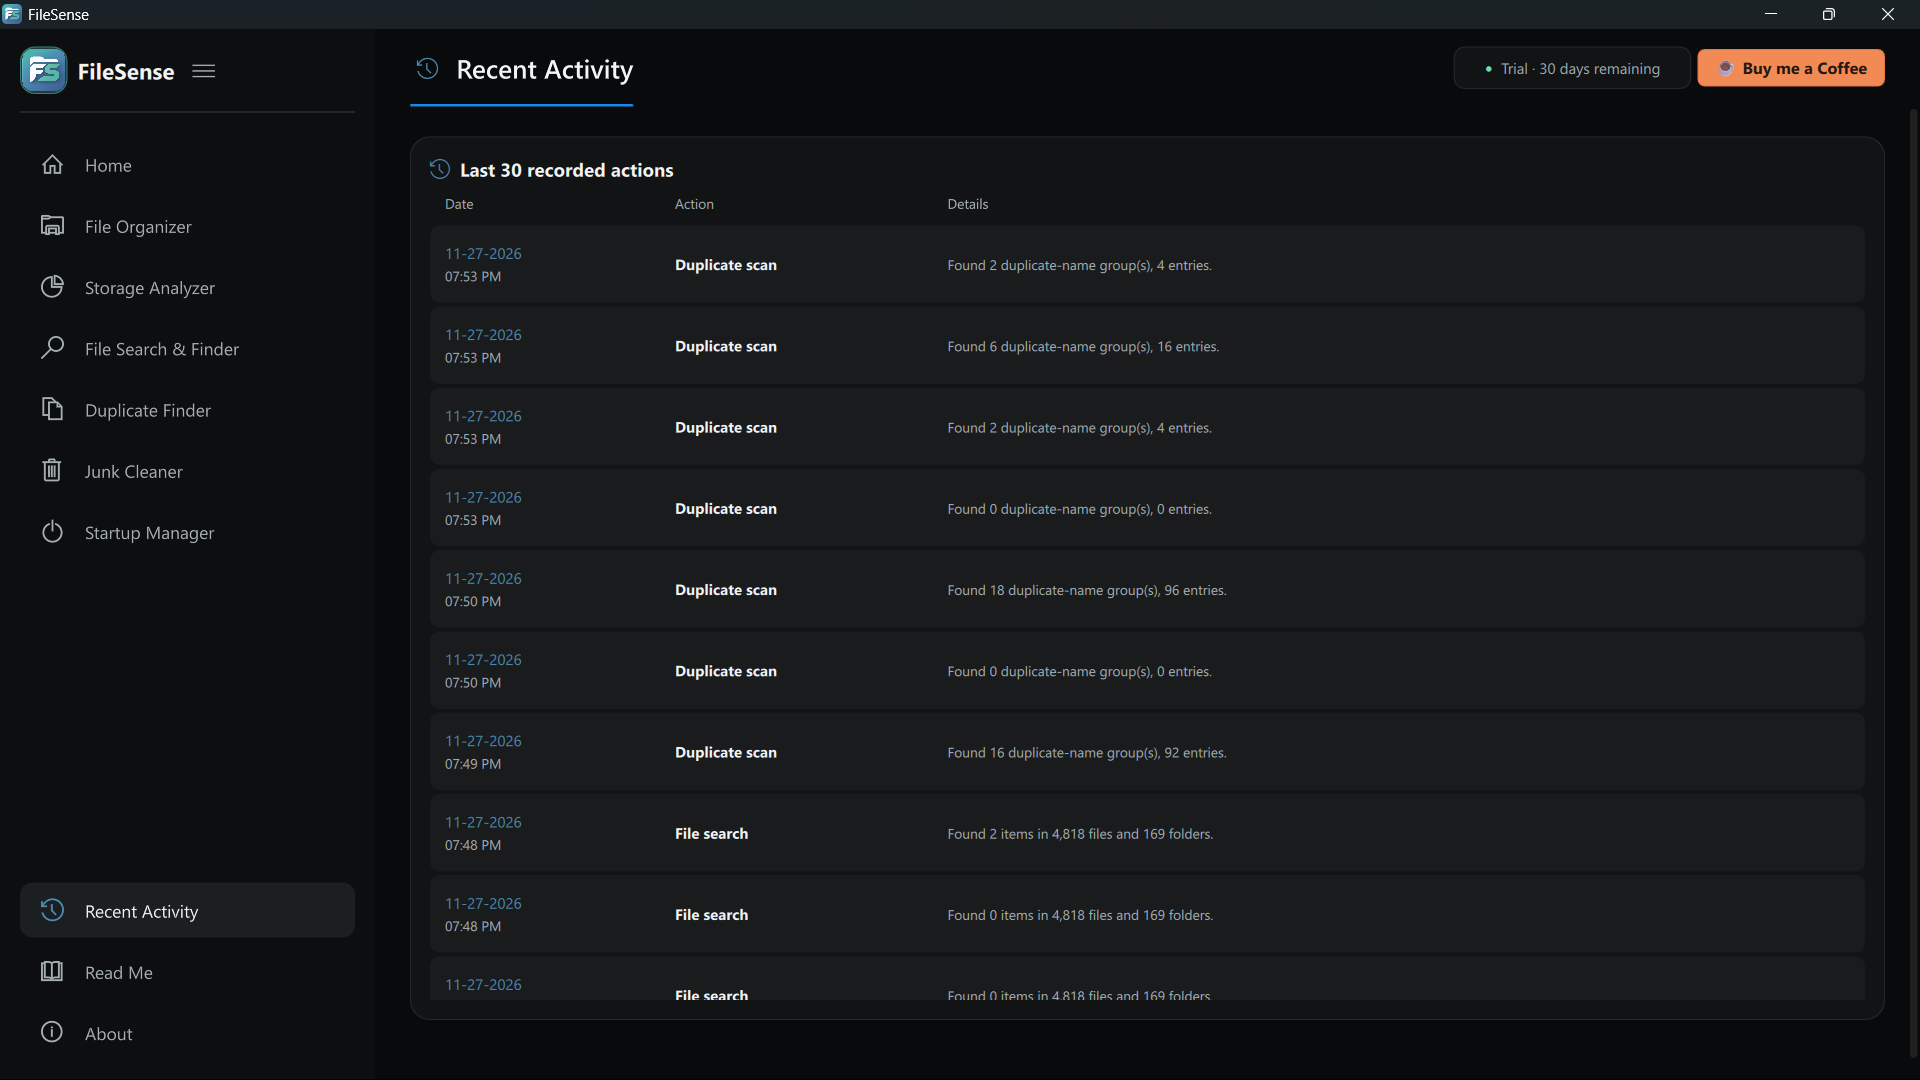 FileSense
FileSense
Recent Activity
Trial · 30 days remaining
Buy me a Coffee
Home
File Organizer
Storage Analyzer
File Search & Finder
Duplicate Finder
Junk Cleaner
Startup Manager
Recent Activity
Read Me
About
Last 30 recorded actions
Date Action Details
11-27-2026
07:53 PM
Duplicate scan
Found 2 duplicate-name group(s), 4 entries.
11-27-2026
07:53 PM
Duplicate scan
Found 6 duplicate-name group(s), 16 entries.
11-27-2026
07:53 PM
Duplicate scan
Found 2 duplicate-name group(s), 4 entries.
11-27-2026
07:53 PM
Duplicate scan
Found 0 duplicate-name group(s), 0 entries.
11-27-2026
07:50 PM
Duplicate scan
Found 18 duplicate-name group(s), 96 entries.
11-27-2026
07:50 PM
Duplicate scan
Found 0 duplicate-name group(s), 0 entries.
11-27-2026
07:49 PM
Duplicate scan
Found 16 duplicate-name group(s), 92 entries.
11-27-2026
07:48 PM
File search
Found 2 items in 4,818 files and 169 folders.
11-27-2026
07:48 PM
File search
Found 0 items in 4,818 files and 169 folders.
11-27-2026
File search
Found 0 items in 4,818 files and 169 folders.